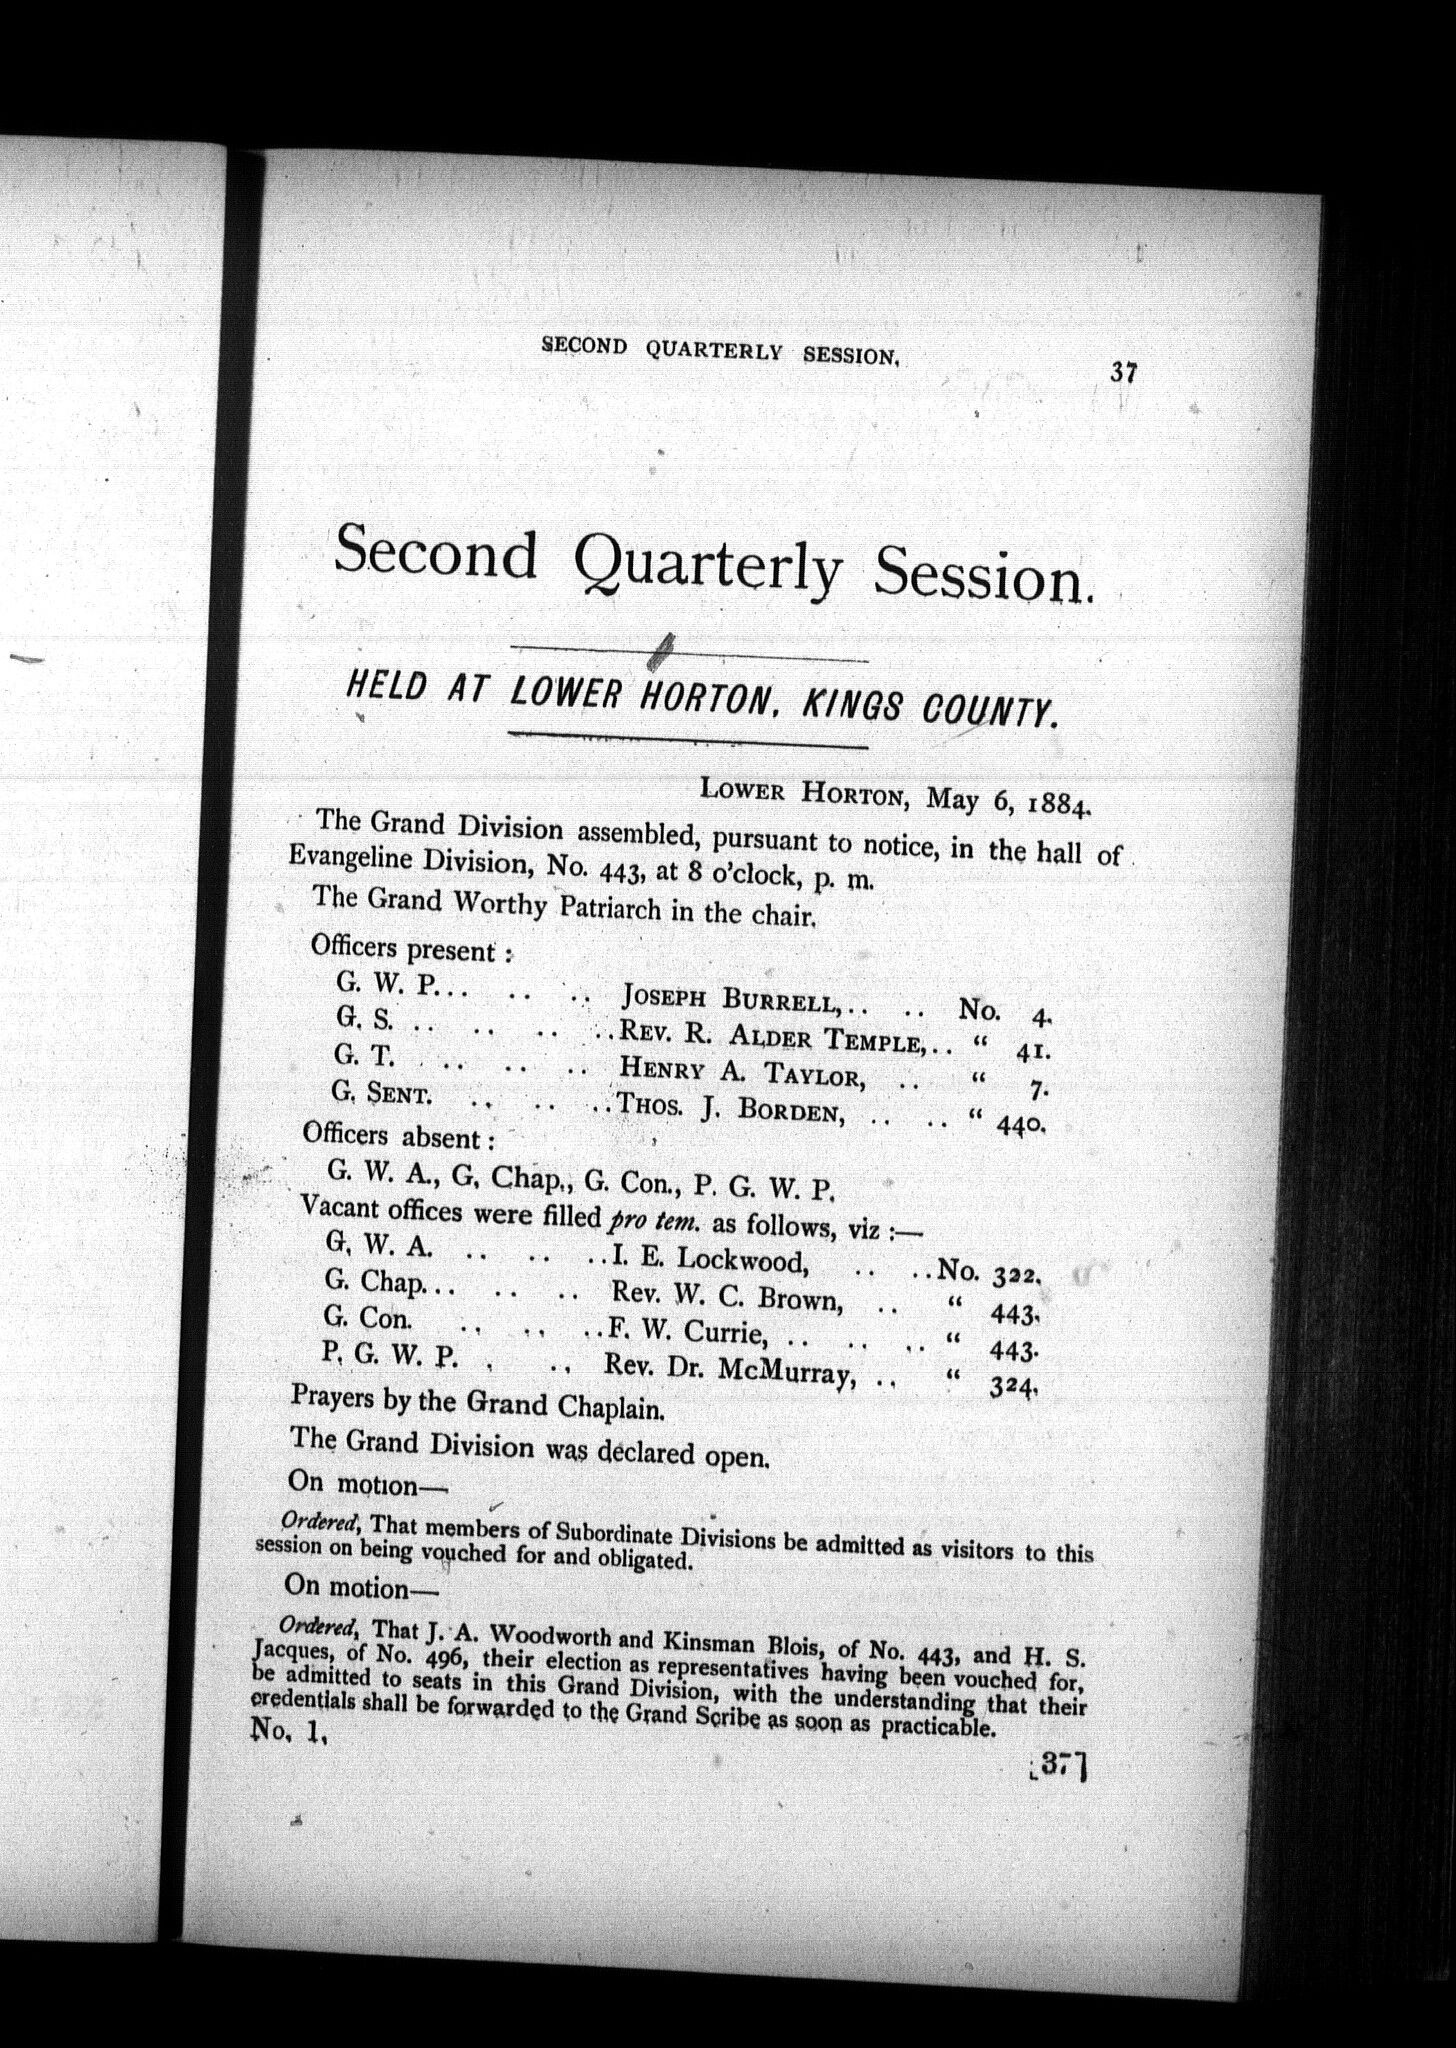 SECOND QUARTERLY SESSION.
37
Second Quarterly Session.
HELD AT LOWER HORTON, KINGS COUNTY.
LOWER HORTON, May 6, 1884.
The Grand Division assembled, pursuant to notice, in the hall of
Evangeline Division, No. 443, at 8 o'clock, p. m.
The Grand Worthy Patriarch in the chair.
Officers present :
G. W. P... .. .. JOSEPH BURRELL,.. .. No. 4.
G. S. .. .. .. ..REV. R. ALDER TEMPLE,.. " 41.
G. T. .. .. .. HENRY A. TAYLOR, .. " 7.
G. SENT. .. .. ..THOS. J. BORDEN, .. .. " 440.
Officers absent :
G. W. A., G. Chap., G. Con., P. G. W. P.
Vacant offices were filled pro tem. as follows, viz :—
G. W. A. .. .. ..I. E. Lockwood, .. ..No. 322.
G. Chap... .. .. Rev. W. C. Brown, .. " 443.
G. Con. .. .. ..F. W. Currie, .. .. .. " 443.
P. G. W. P. . .. Rev. Dr. McMurray, .. " 324.
Prayers by the Grand Chaplain.
The Grand Division was declared open.
On motion—
Ordered, That members of Subordinate Divisions be admitted as visitors to this
session on being vouched for and obligated.
On motion—
Ordered, That J. A. Woodworth and Kinsman Blois, of No. 443, and H. S.
Jacques, of No. 496, their election as representatives having been vouched for,
be admitted to seats in this Grand Division, with the understanding that their
credentials shall be forwarded to the Grand Scribe as soon as practicable.
No. 1.
[37]